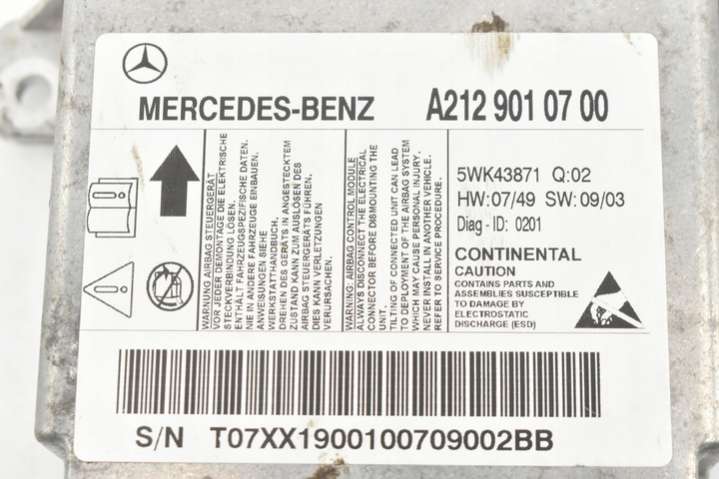 MERCEDES-BENZ A212 901 07 00
WARNUNG AIRBAG STEUERGERÄT
VOR JEDER DEMONTAGE DIE ELEKTRISCHE
STECKVERBINDUNG LÖSEN.
ENTHÄLT FAHRZEUGSPEZIFISCHE DATEN.
NIE IN ANDERE FAHRZEUGE EINBAUEN.
ANWEISUNGEN SIEHE
WERKSTATTHANDBUCH.
DREHEN DES GERÄTS IN ANGESTECKTEM
ZUSTAND KANN ZUM AUSLÖSEN DES
AIRBAG STEUERGERÄTS FÜHREN.
DIES KANN VERLETZUNGEN
VERURSACHEN.
WARNING: AIRBAG CONTROL MODULE
ALWAYS DISCONNECT THE ELECTRICAL
CONNECTOR BEFORE DISMOUNTING THE
UNIT.
TILTING OF CONNECTED UNIT CAN LEAD
TO DEPLOYMENT OF THE AIRBAG SYSTEM
WHICH MAY CAUSE PERSONAL INJURY.
NEVER INSTALL IN ANOTHER VEHICLE.
REFER TO SERVICE PROCEDURE.
5WK43871 Q:02
HW:07/49 SW:09/03
Diag-ID: 0201
CONTINENTAL
CAUTION
CONTAINS PARTS AND
ASSEMBLIES SUSCEPTIBLE
TO DAMAGE BY
ELECTROSTATIC
DISCHARGE (ESD)
S/N T07XX1900100709002BB